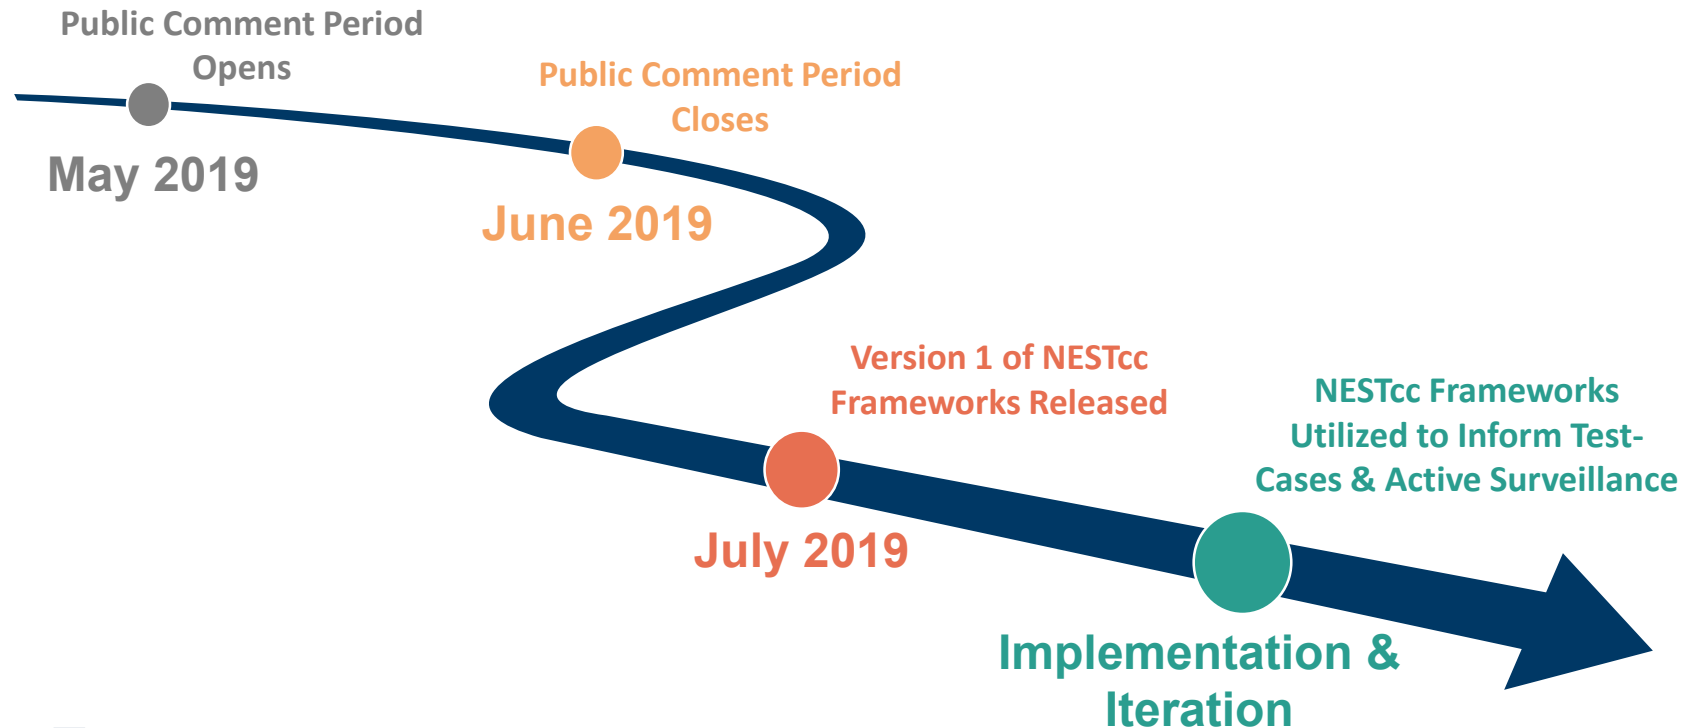 Public Comment Period
Opens
May 2019
Public Comment Period
Closes
June 2019
Version 1 of NESTcc
Frameworks Released
July 2019
NESTcc Frameworks
Utilized to Inform Test-
Cases & Active Surveillance
Implementation &
Iteration